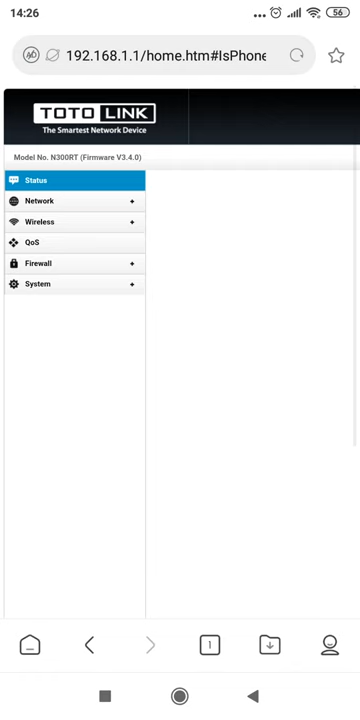 14:26
56
192.168.1.1/home.htm#IsPhone
TOTO LINK
The Smartest Network Device
Model No. N300RT (Firmware V3.4.0)
Status
Network +
Wireless +
QoS
Firewall +
System +
1